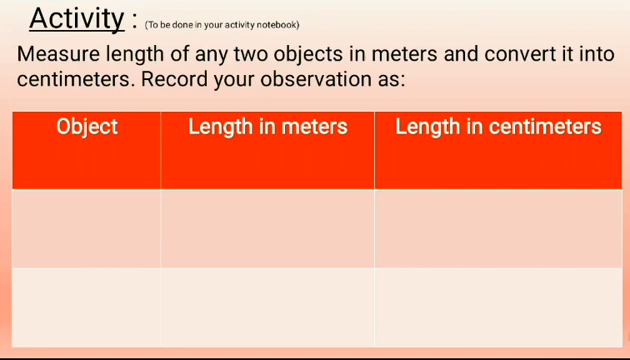 Activity : (To be done in your activity notebook)
Measure length of any two objects in meters and convert it into
centimeters. Record your observation as:
Object Length in meters Length in centimeters